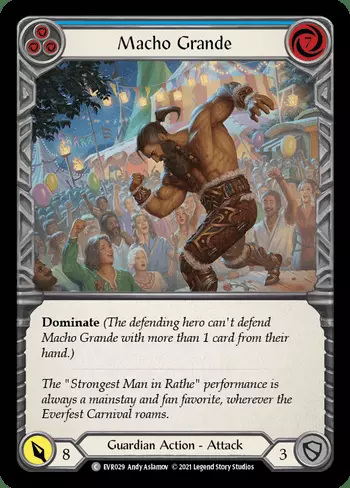 Macho Grande
7
Dominate (The defending hero can't defend
Macho Grande with more than 1 card from their
hand.)
The "Strongest Man in Rathe" performance is
always a mainstay and fan favorite, wherever the
Everfest Carnival roams.
8
Guardian Action - Attack
3
C EVR029 Andy Aslamov © 2021 Legend Story Studios